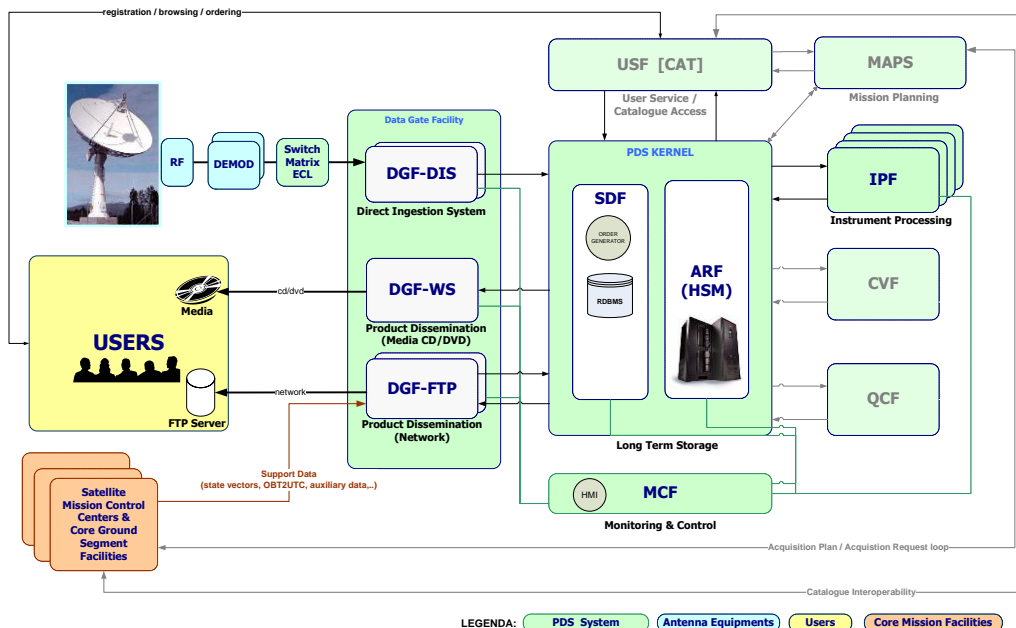 registration / browsing / ordering
USF [CAT]
MAPS
User Service /
Catalogue Access
Mission Planning
Data Gate Facility
PDS KERNEL
RF
DEMOD
Switch
Matrix
ECL
DGF-DIS
Direct Ingestion System
SDF
ORDER
GENERATOR
RDBMS
ARF
(HSM)
IPF
Instrument Processing
CVF
QCF
DGF-WS
Product Dissemination
(Media CD/DVD)
cd/dvd
Media
USERS
network
FTP Server
DGF-FTP
Product Dissemination
(Network)
Long Term Storage
Support Data
(state vectors, OBT2UTC, auxiliary data,..)
HMI
MCF
Monitoring & Control
Satellite
Mission Control
Centers &
Core Ground
Segment
Facilities
Acquisition Plan / Acquistion Request loop
Catalogue Interoperability
LEGENDA:
PDS System
Antenna Equipments
Users
Core Mission Facilities